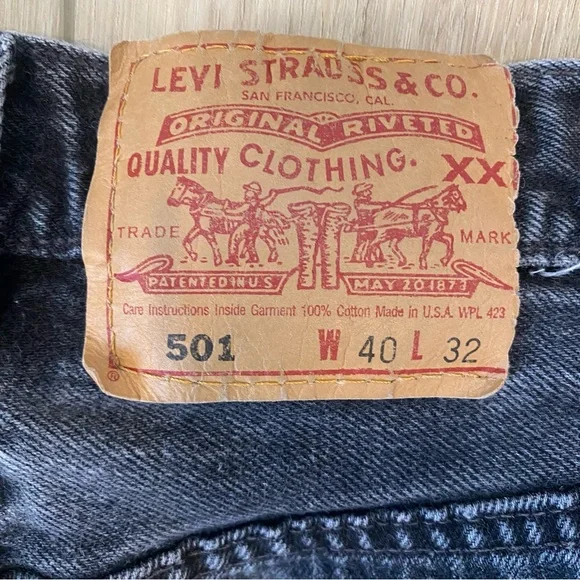 LEVI STRAUSS & CO.
SAN FRANCISCO, CAL.
ORIGINAL RIVETED
QUALITY CLOTHING. XX
TRADE MARK
PATENTED IN U.S. MAY 20 1873
Care Instructions Inside Garment 100% Cotton Made in U.S.A. WPL 423
501 W 40 L 32
®